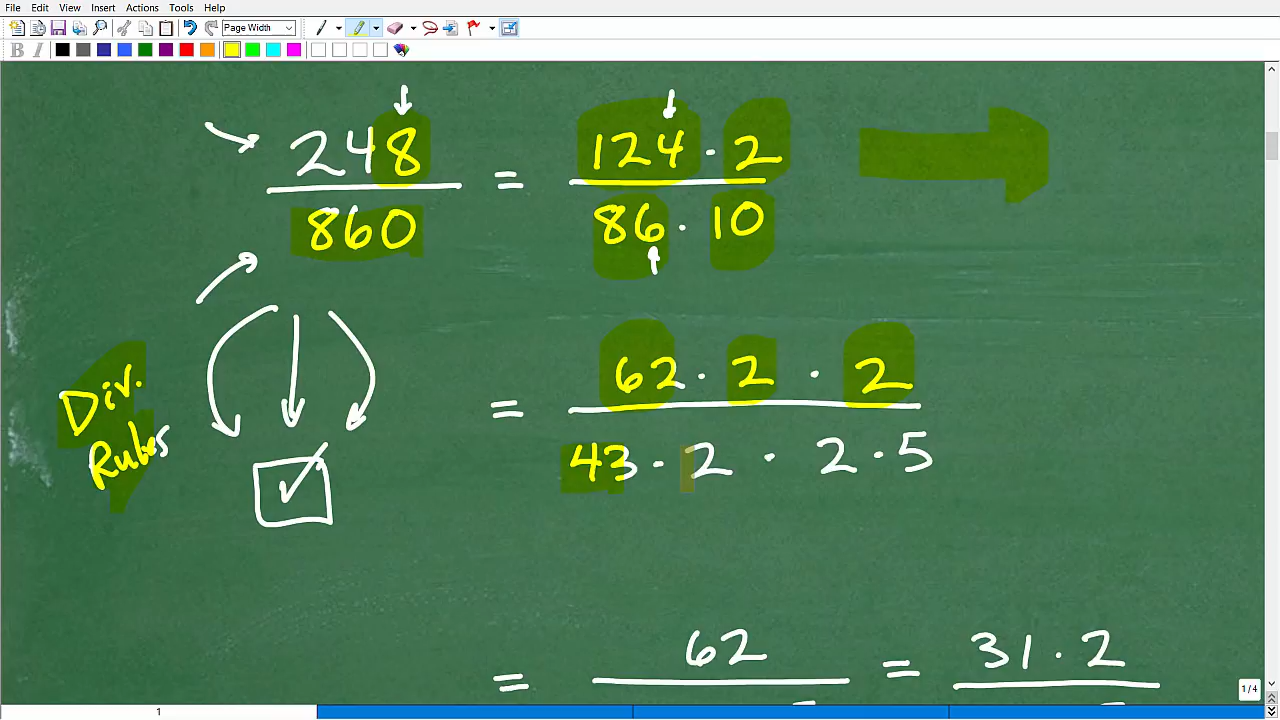 File Edit View Insert Actions Tools Help
Page Width
B I
248 = 124 · 2
860 86 · 10
Div. Rules
= 62 · 2 · 2
43 · 2 · 2 · 5
= 62 = 31 · 2
1/4
1